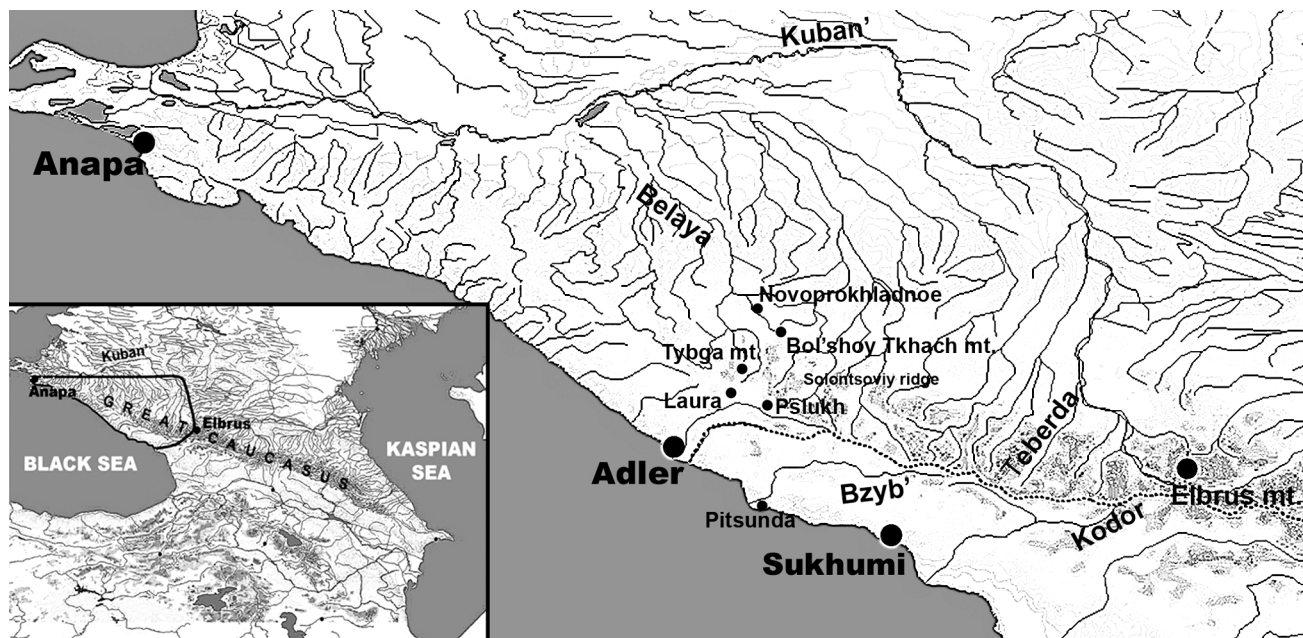 Kuban'
Anapa
Belaya
Novoprokhladnoe
Bol'shoy Tkhach mt.
Tybga mt.
Solontsoviy ridge
Laura
Pslukh
Teberda
Adler
Bzyb'
Elbrus mt.
Pitsunda
Kodor
Sukhumi
Kuban'
Anapa
GREAT CAUCASUS
Elbrus
BLACK SEA
KASPIAN
SEA